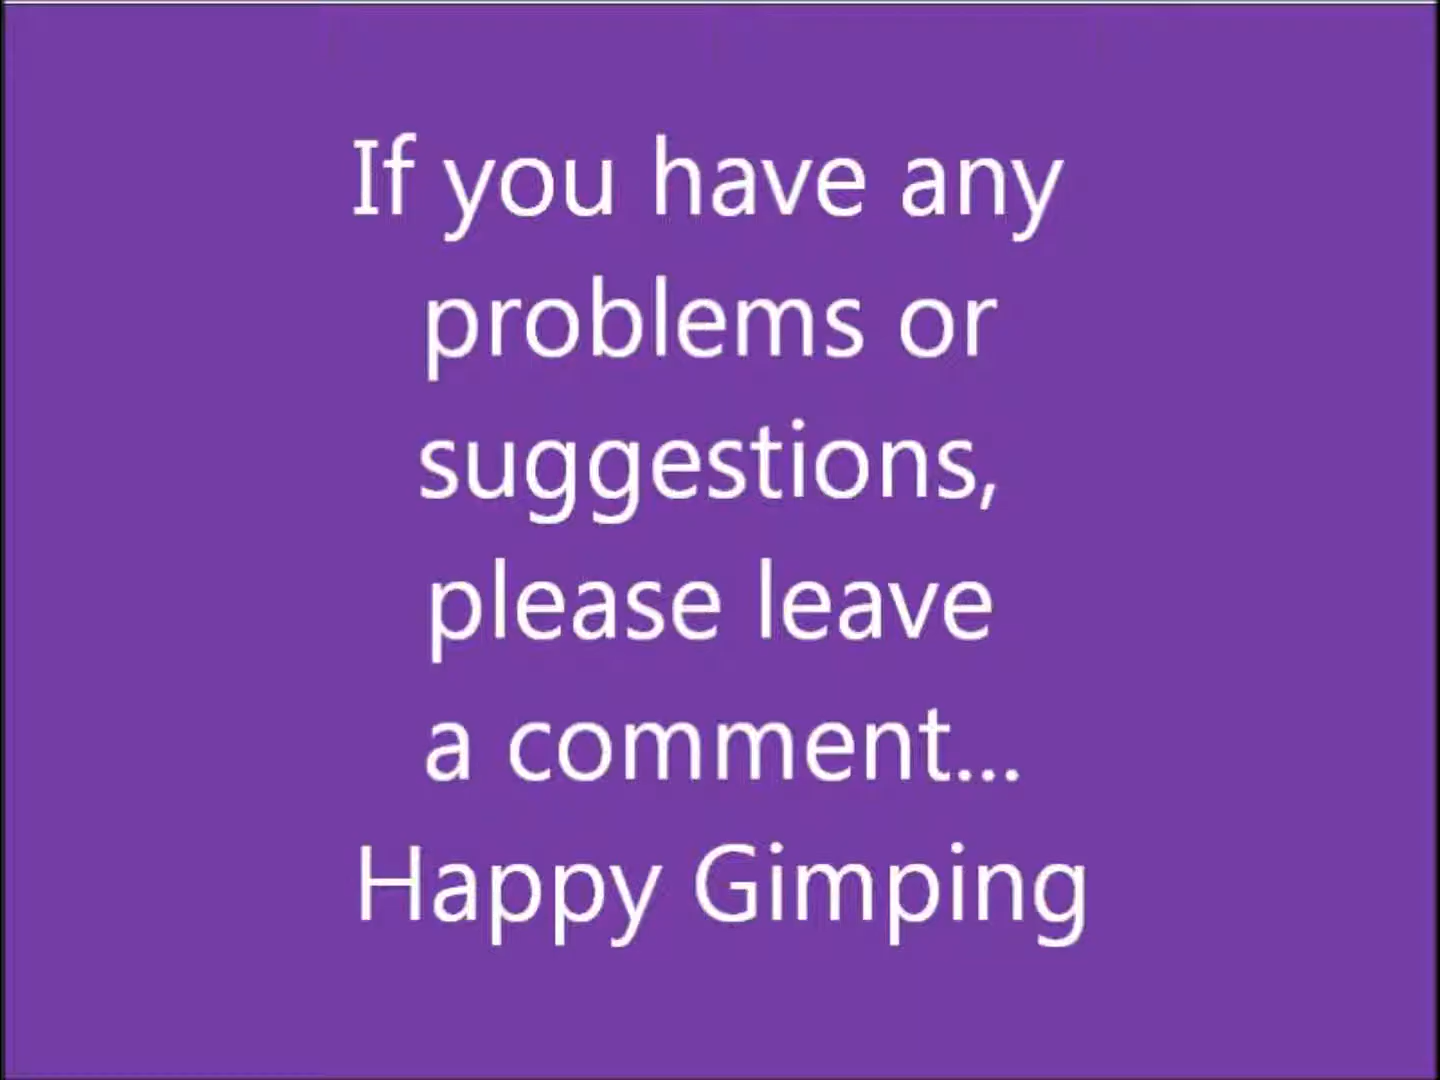 If you have any
problems or
suggestions,
please leave
a comment...
Happy Gimping